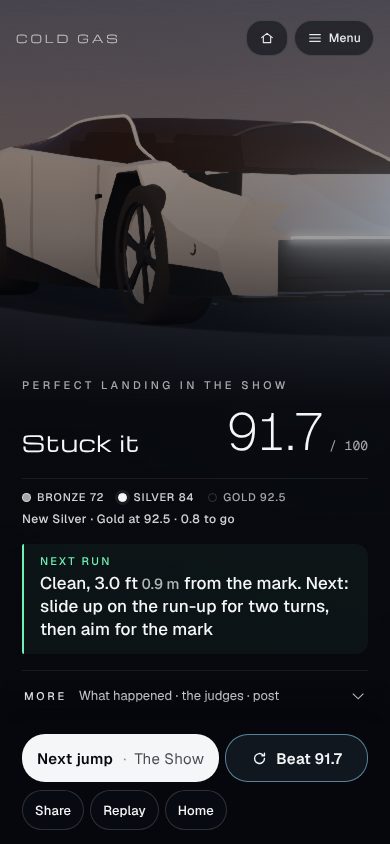 COLD GAS
Menu
PERFECT LANDING IN THE SHOW
Stuck it 91.7 / 100
BRONZE 72 SILVER 84 GOLD 92.5
New Silver · Gold at 92.5 · 0.8 to go
NEXT RUN
Clean, 3.0 ft 0.9 m from the mark. Next:
slide up on the run-up for two turns,
then aim for the mark
MORE What happened · the judges · post
Next jump · The Show Beat 91.7
Share Replay Home